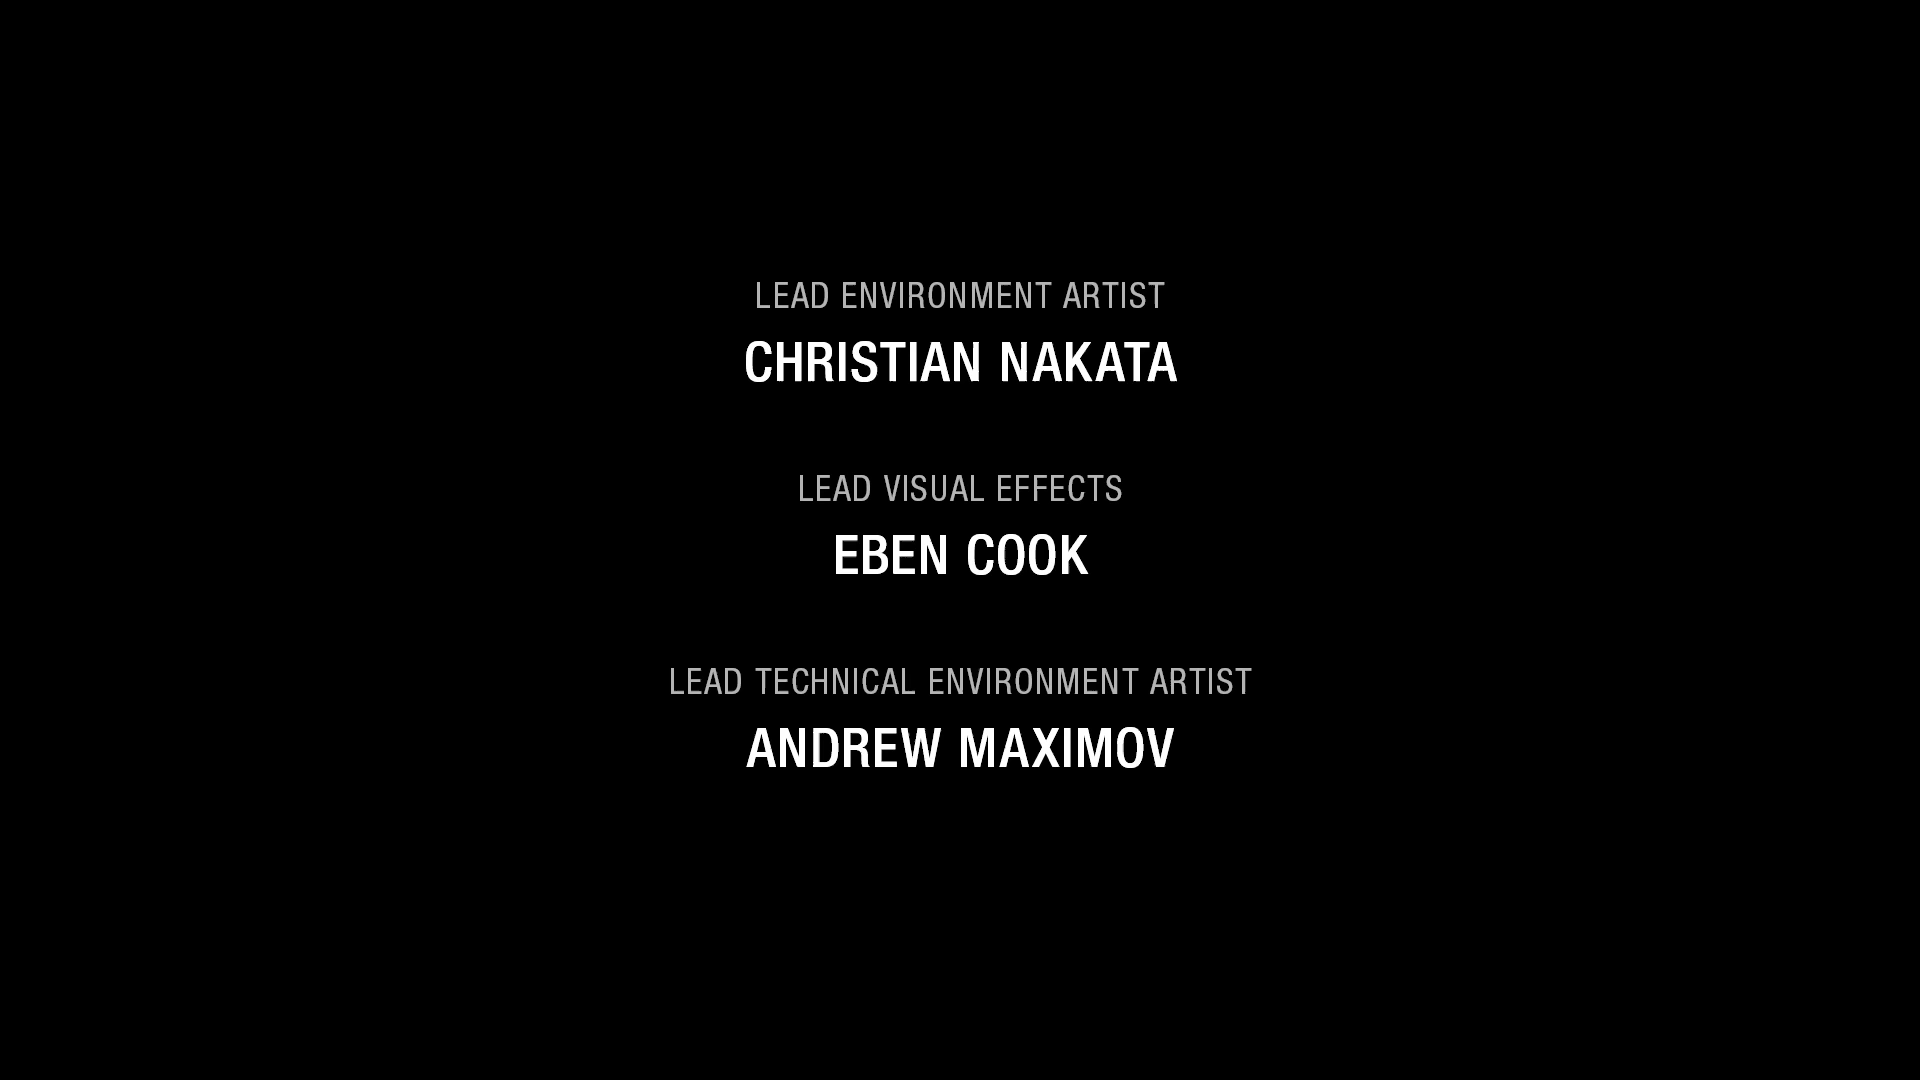 LEAD ENVIRONMENT ARTIST
CHRISTIAN NAKATA
LEAD VISUAL EFFECTS
EBEN COOK
LEAD TECHNICAL ENVIRONMENT ARTIST
ANDREW MAXIMOV